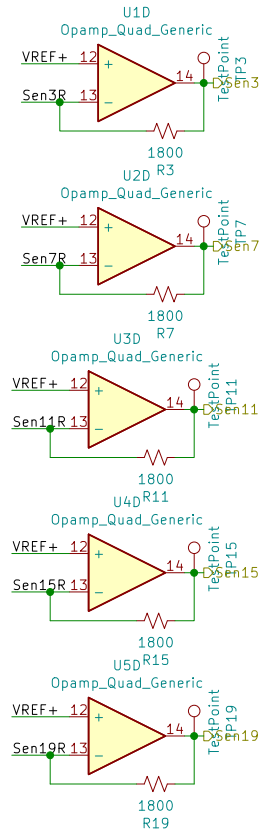 U1D
Opamp_Quad_Generic
VREF+ 12
+
14
Sen3R 13
-
TestPoint
TP3
Sen3
1800
R3
U2D
Opamp_Quad_Generic
VREF+ 12
+
14
Sen7R 13
-
TestPoint
TP7
Sen7
1800
R7
U3D
Opamp_Quad_Generic
VREF+ 12
+
14
Sen11R 13
-
TestPoint
TP11
Sen11
1800
R11
U4D
Opamp_Quad_Generic
VREF+ 12
+
14
Sen15R 13
-
TestPoint
TP15
Sen15
1800
R15
U5D
Opamp_Quad_Generic
VREF+ 12
+
14
Sen19R 13
-
TestPoint
TP19
Sen19
1800
R19